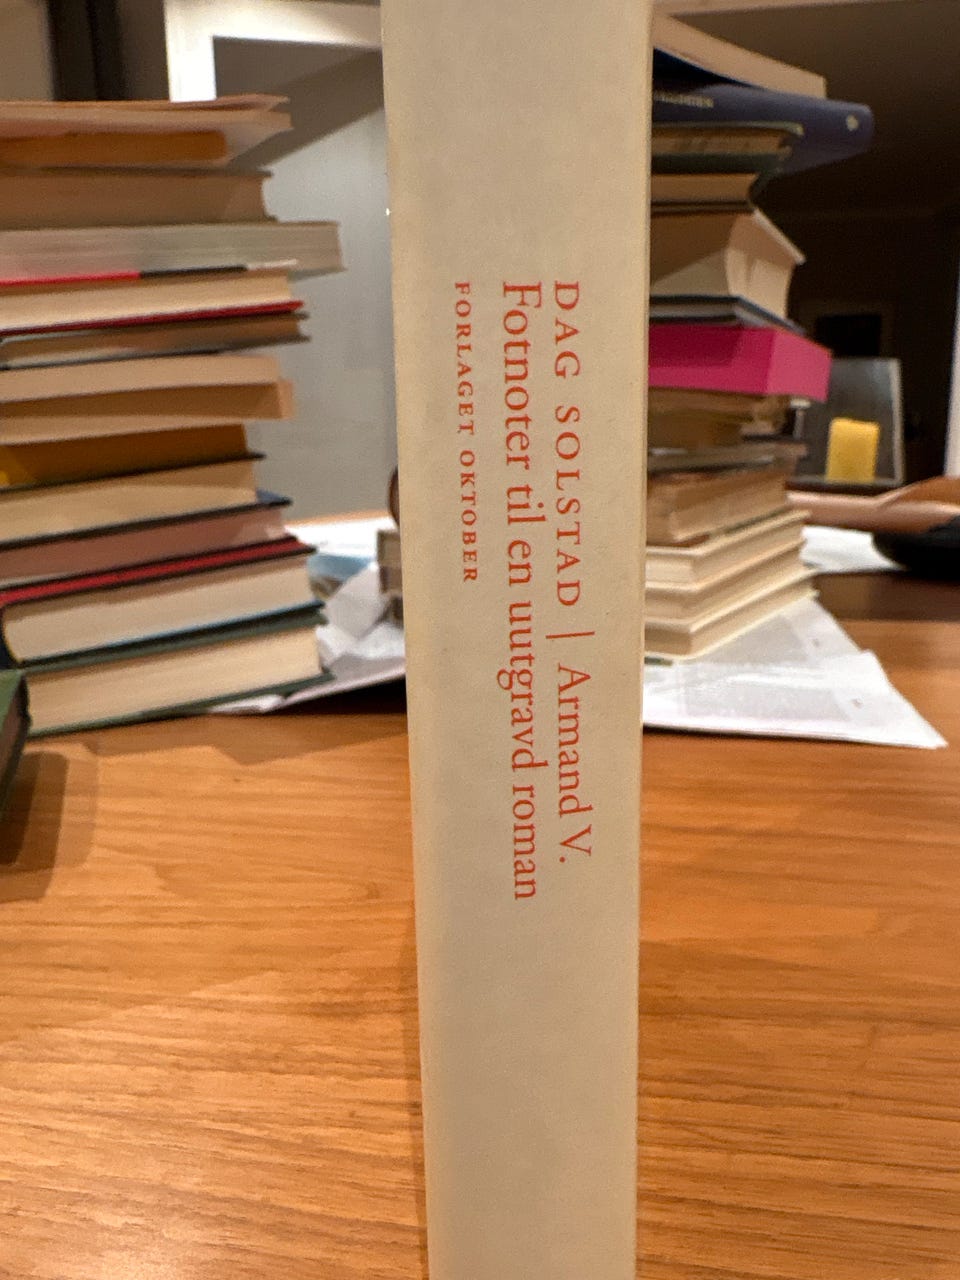 DAG SOLSTAD | Armand V.
Fotnoter til en uutgravd roman
FORLAGET OKTOBER